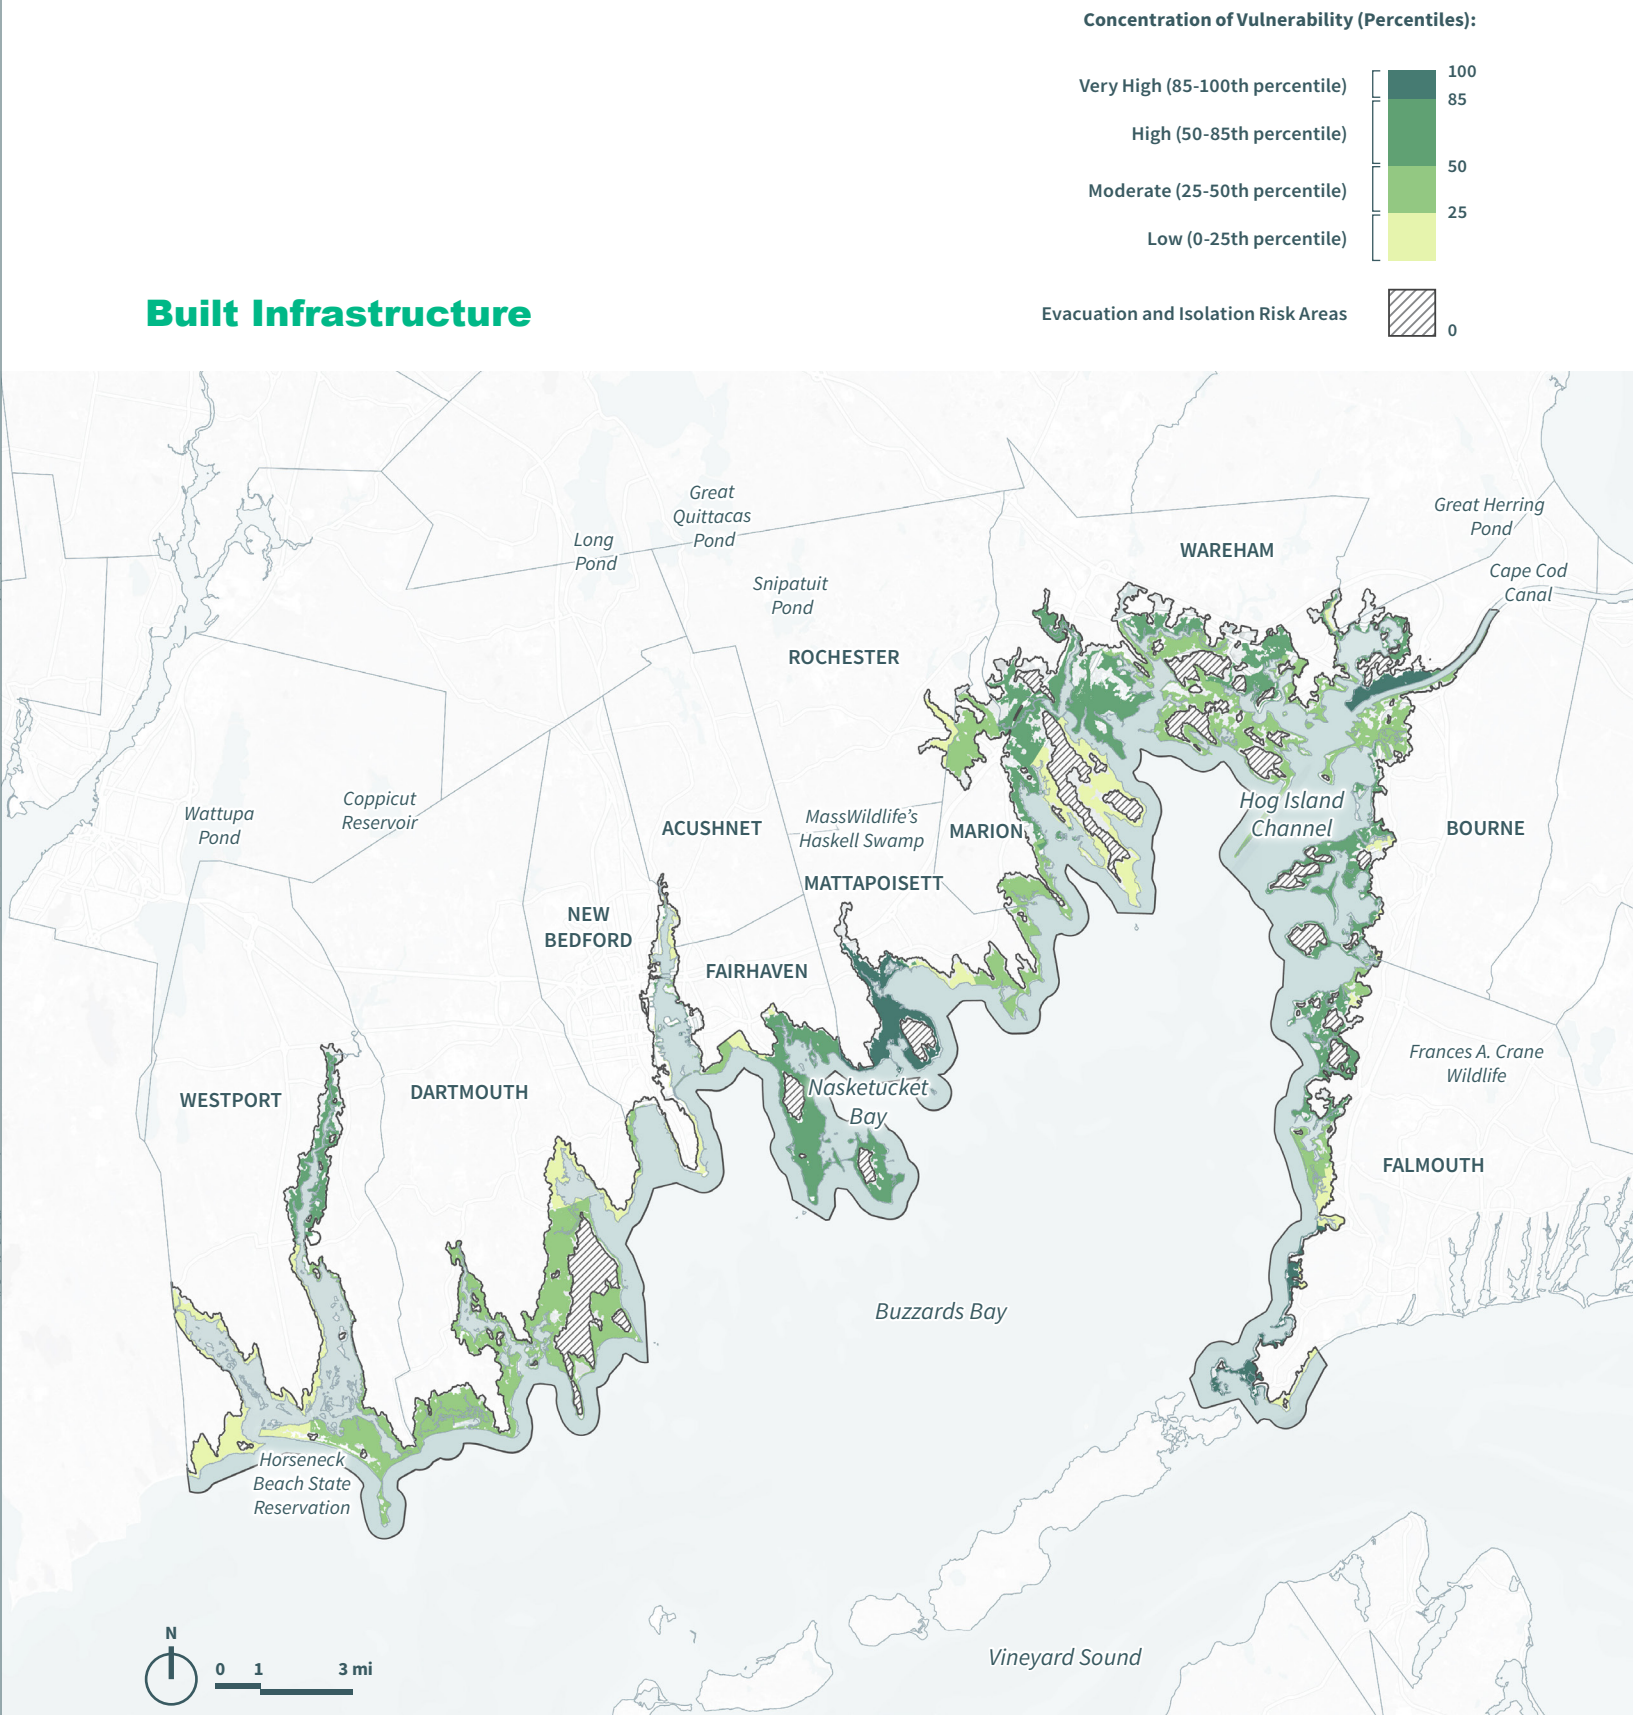 Concentration of Vulnerability (Percentiles):
Very High (85-100th percentile)
100
85
High (50-85th percentile)
50
Moderate (25-50th percentile)
25
Low (0-25th percentile)
Built Infrastructure
Evacuation and Isolation Risk Areas
0
Great
Quittacas
Pond
Great Herring
Pond
Long
Pond
WAREHAM
Cape Cod
Canal
Snipatuit
Pond
ROCHESTER
Wattupa
Pond
Coppicut
Reservoir
ACUSHNET
MassWildlife's
Haskell Swamp
MARION
Hog Island
Channel
BOURNE
MATTAPOISETT
NEW
BEDFORD
FAIRHAVEN
Nasketucket
Bay
Frances A. Crane
Wildlife
WESTPORT
DARTMOUTH
FALMOUTH
Buzzards Bay
Horseneck
Beach State
Reservation
N
0 1 3 mi
Vineyard Sound